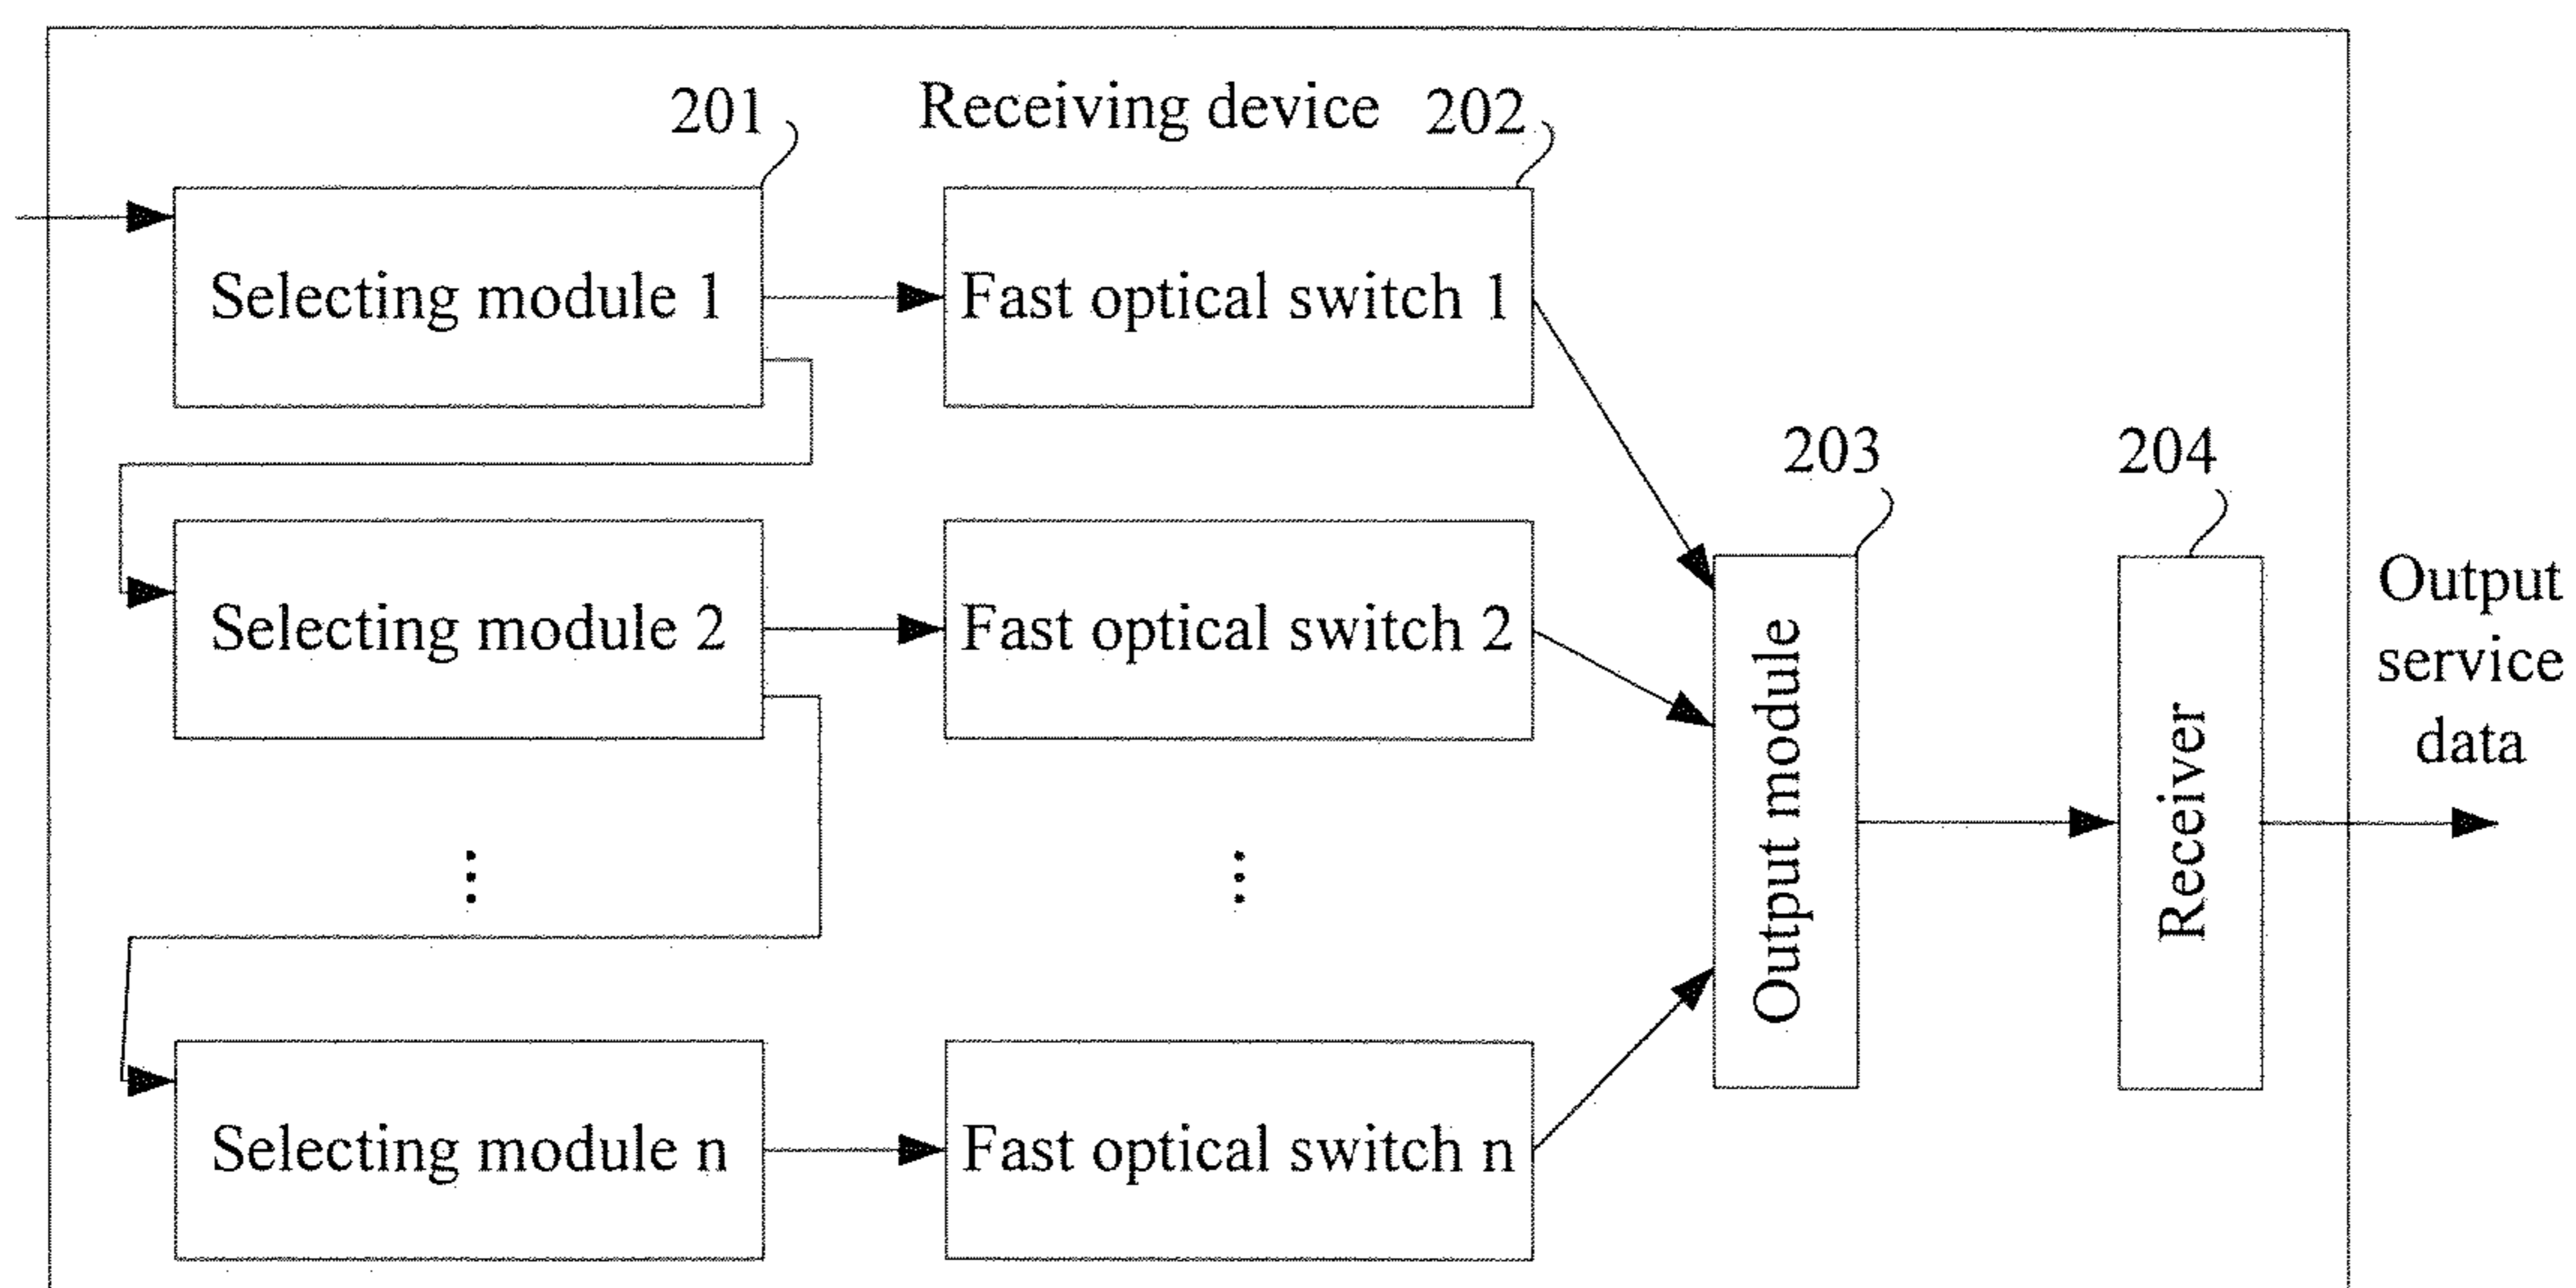 201
Receiving device
202
Selecting module 1
Fast optical switch 1
203
204
Selecting module 2
Fast optical switch 2
Output module
Receiver
Output
service
data
Selecting module n
Fast optical switch n